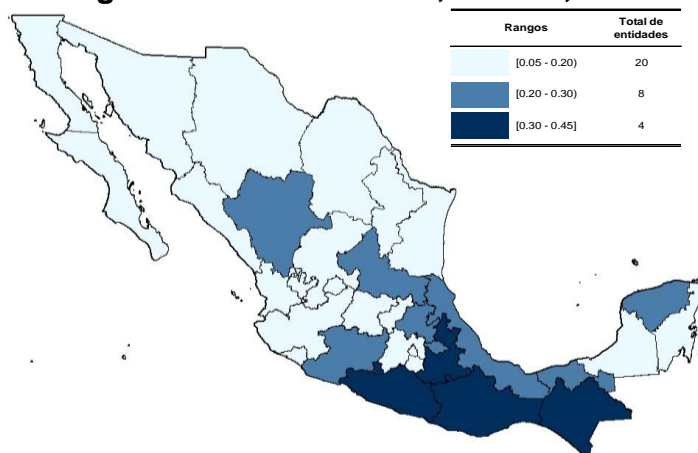 Rangos Total de entidades
[0.05 - 0.20) 20
[0.20 - 0.30) 8
[0.30 - 0.45] 4